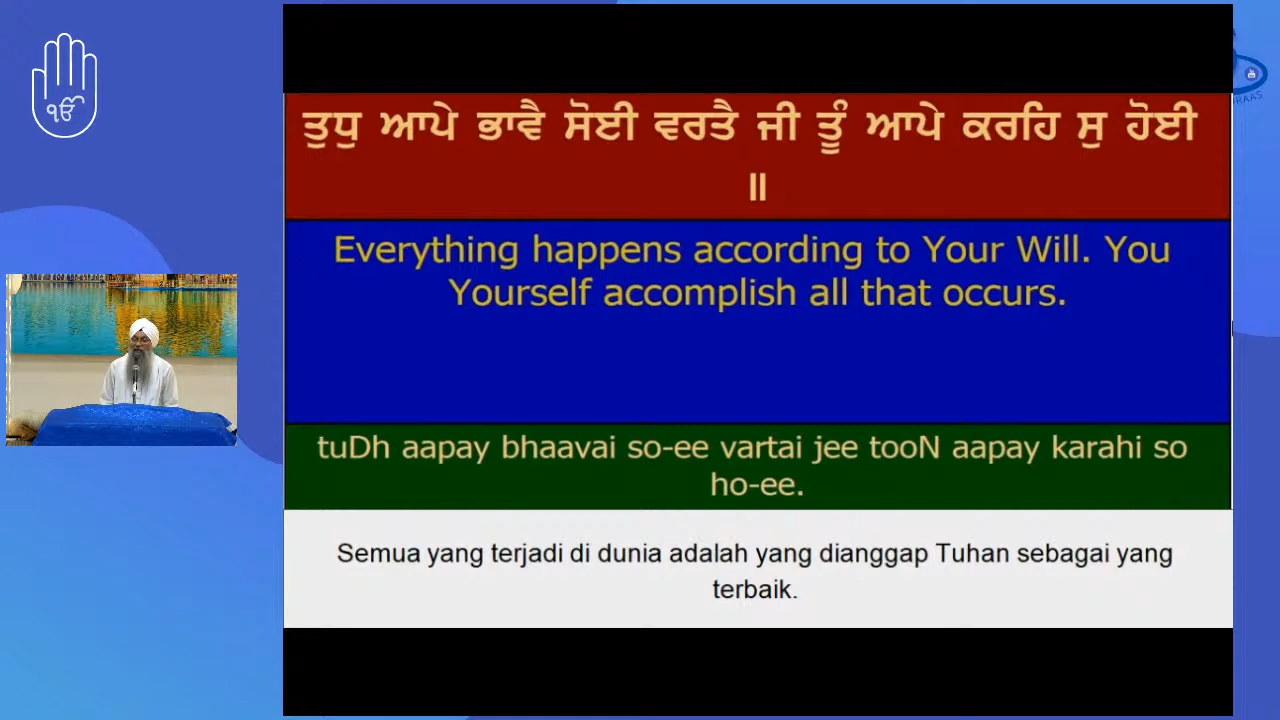 ੴ
ਤੁਧੁ ਆਪੇ ਭਾਵੈ ਸੋਈ ਵਰਤੈ ਜੀ ਤੂੰ ਆਪੇ ਕਰਹਿ ਸੁ ਹੋਈ
॥
Everything happens according to Your Will. You
Yourself accomplish all that occurs.
tuDh aapay bhaavai so-ee vartai jee tooN aapay karahi so
ho-ee.
Semua yang terjadi di dunia adalah yang dianggap Tuhan sebagai yang
terbaik.